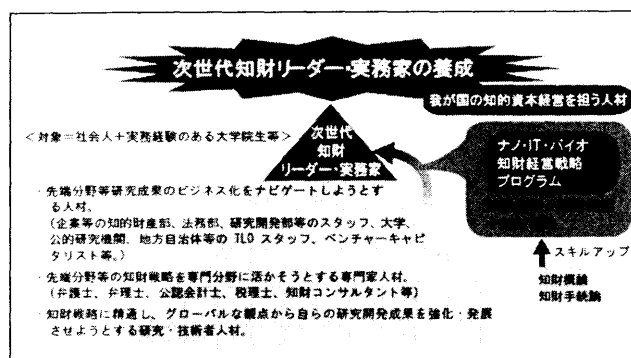 次世代知財リーダー・実務家の養成
我が国の知的資本経営を担う人材
<対象=社会人+実務経験のある大学院生等>
次世代
知財
リーダー・実務家
ナノ・IT・バイオ
知財経営戦略
プログラム
・先端分野等研究成果のビジネス化をナビゲートしようとす
る人材。
(企業等の知的財産部、法務部、研究開発部等のスタッフ、大学、
公的研究機関、地方自治体等の TLO スタッフ、ベンチャーキャピ
タリスト等。)
スキルアップ
・先端分野等の知財戦略を専門分野に活かそうとする専門家人材。
(弁護士、弁理士、公認会計士、税理士、知財コンサルタント等)
知財概論
知財手続論
・知財戦略に精通し、グローバルな観点から自らの研究開発成果を強化・発展
させようとする研究・技術者人材。